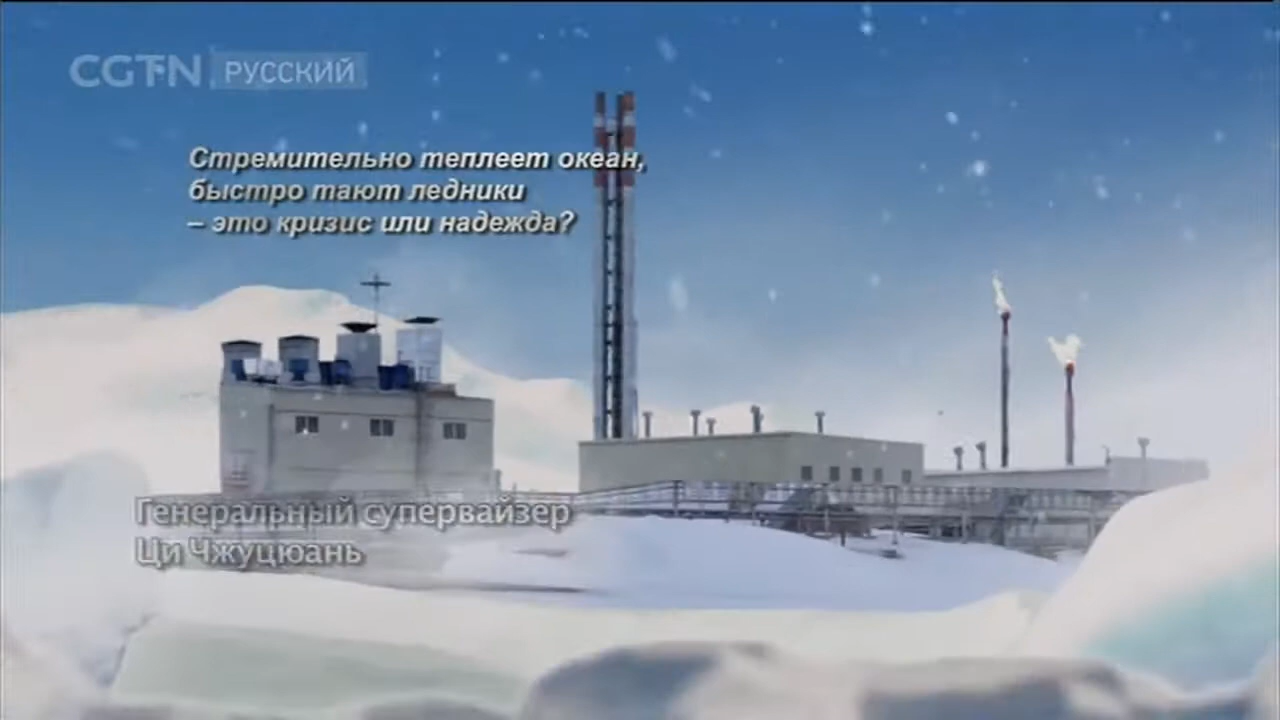 CGTN РУССКИЙ
Стремительно теплеет океан,
быстро тают ледники
– это кризис или надежда?
Генеральный супервайзер
Ци Чжуцюань